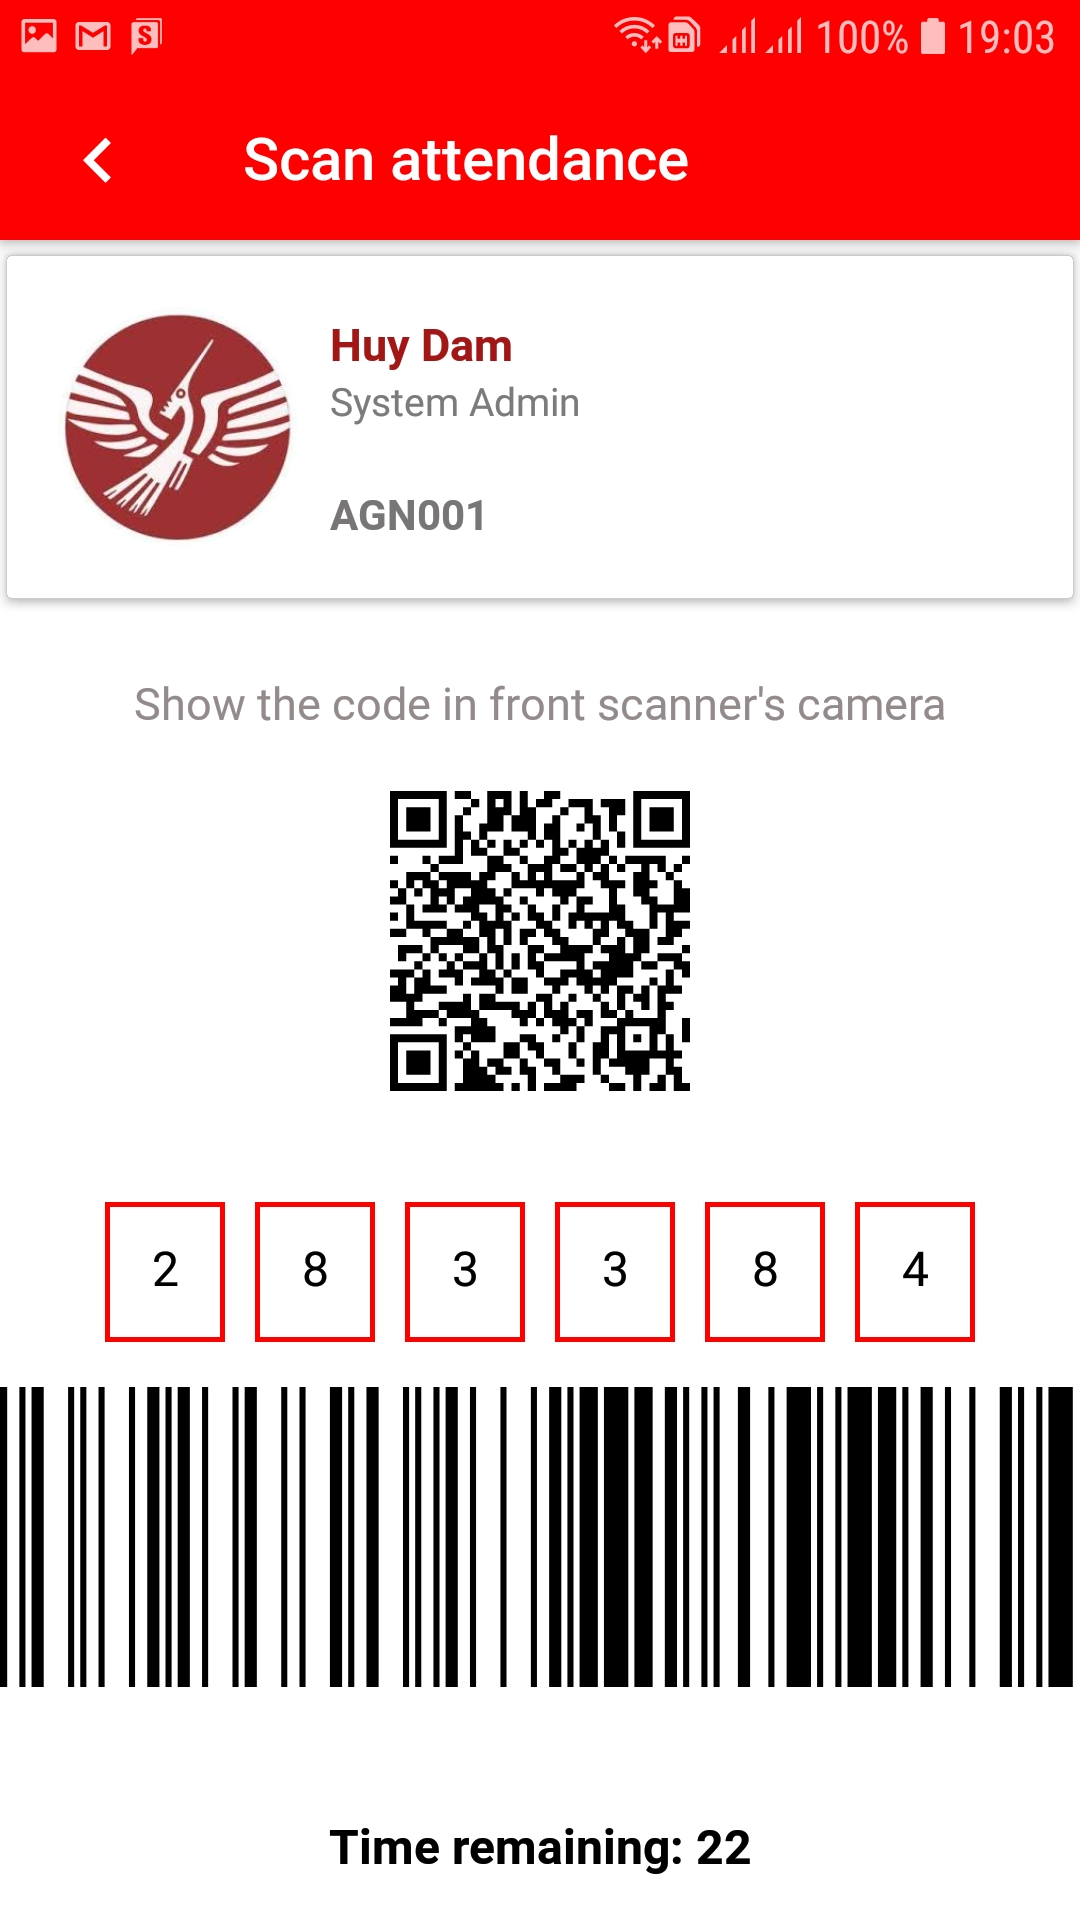 100% 19:03
Scan attendance
Huy Dam
System Admin
AGN001
Show the code in front scanner's camera
2 8 3 3 8 4
Time remaining: 22